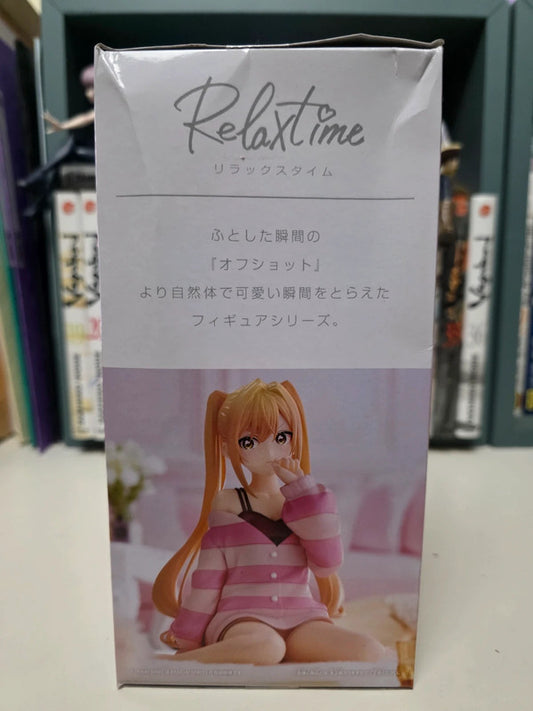 Relaxtime
リラックスタイム
ふとした瞬間の
『オフショット』
より自然体で可愛い瞬間をとらえた
フィギュアシリーズ。